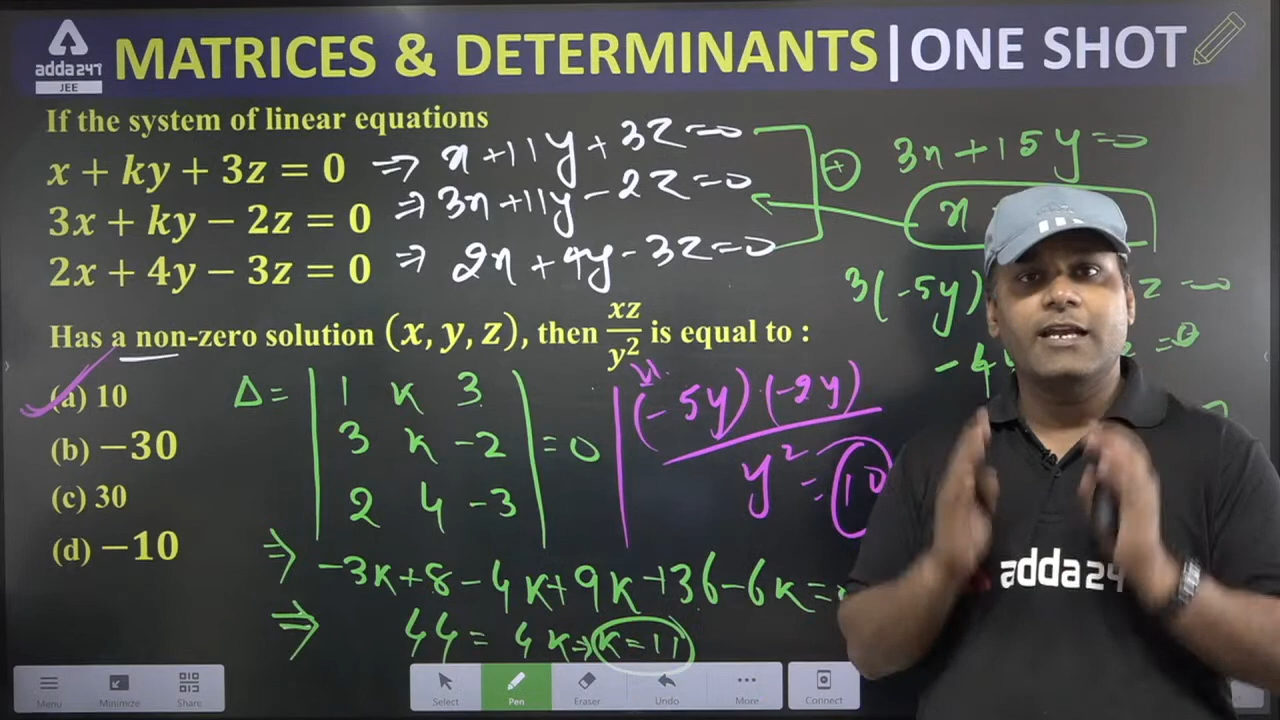 adda247
JEE
MATRICES & DETERMINANTS | ONE SHOT
If the system of linear equations
x + ky + 3z = 0 ⇒ x + 11y + 3z = 0
3x + ky − 2z = 0 ⇒ 3x + 11y − 2z = 0
2x + 4y − 3z = 0 ⇒ 2x + 4y − 3z = 0
+ 3x + 15y = 0
x
3(-5y) z = 0
= 0
Has a non-zero solution (x, y, z), then xz/y² is equal to :
(a) 10
(b) −30
(c) 30
(d) −10
Δ = | 1 k 3 |
| 3 k -2 | = 0
| 2 4 -3 |
(-5y)(-2y)
y² = 10
⇒ -3k + 8 - 4k + 9k + 36 - 6k =
⇒ 44 = 4k ⇒ k = 11
adda24
Menu Minimize Share Select Pen Eraser Undo More Connect